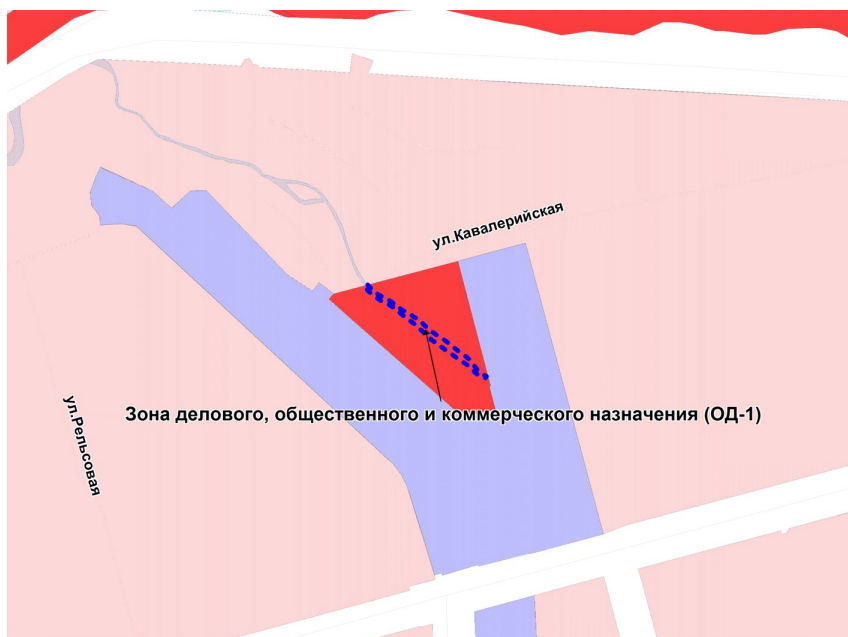 ул.Кавалерийская
ул.Рельсовая
Зона делового, общественного и коммерческого назначения (ОД-1)